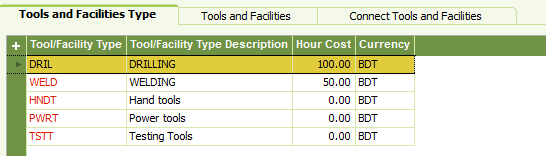 Tools and Facilities Type Tools and Facilities Connect Tools and Facilities
Tool/Facility Type Tool/Facility Type Description Hour Cost Currency
DRIL DRILLING 100.00 BDT
WELD WELDING 50.00 BDT
HNDT Hand tools 0.00 BDT
PWRT Power tools 0.00 BDT
TSTT Testing Tools 0.00 BDT